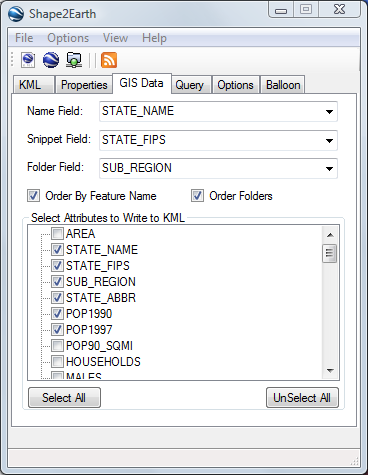 Shape2Earth
File Options View Help
KML Properties GIS Data Query Options Balloon
Name Field: STATE_NAME
Snippet Field: STATE_FIPS
Folder Field: SUB_REGION
Order By Feature Name Order Folders
Select Attributes to Write to KML
AREA
STATE_NAME
STATE_FIPS
SUB_REGION
STATE_ABBR
POP1990
POP1997
POP90_SQMI
HOUSEHOLDS
MALES
Select All UnSelect All